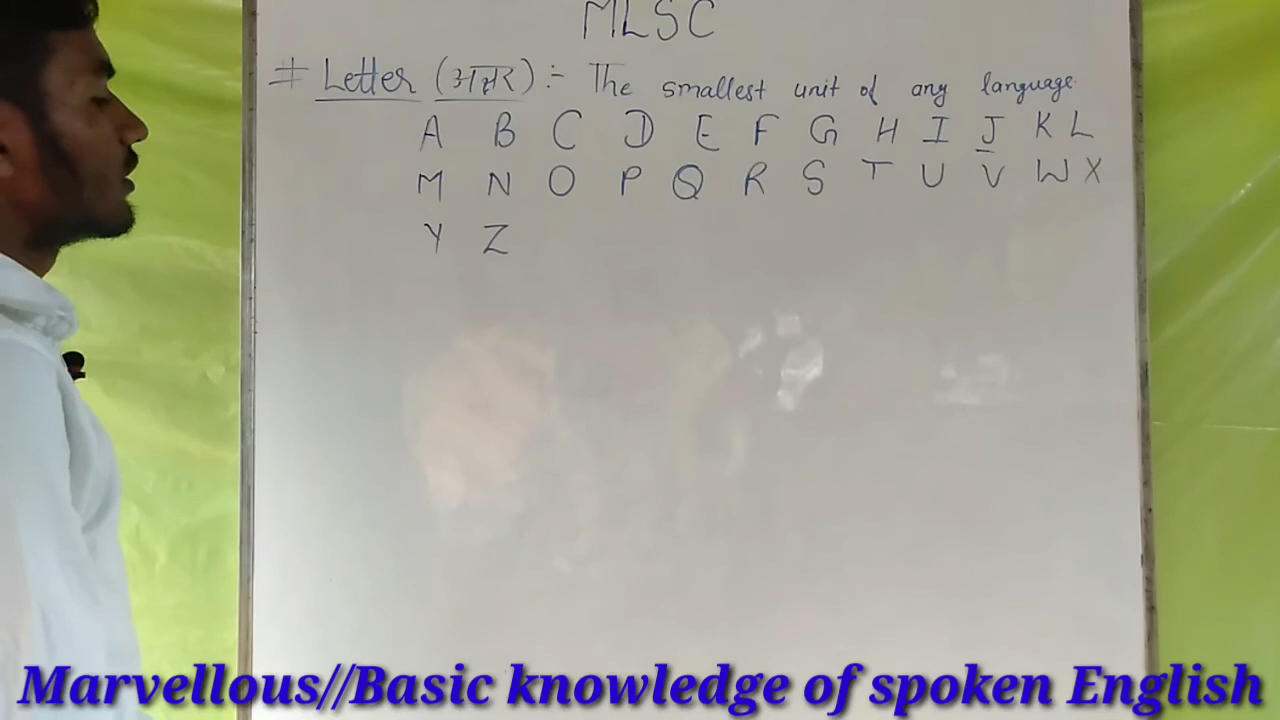 MLSC
# Letter (अक्षर) :- The smallest unit of any language.
A B C D E F G H I J K L
M N O P Q R S T U V W X
Y Z
Marvellous//Basic knowledge of spoken English